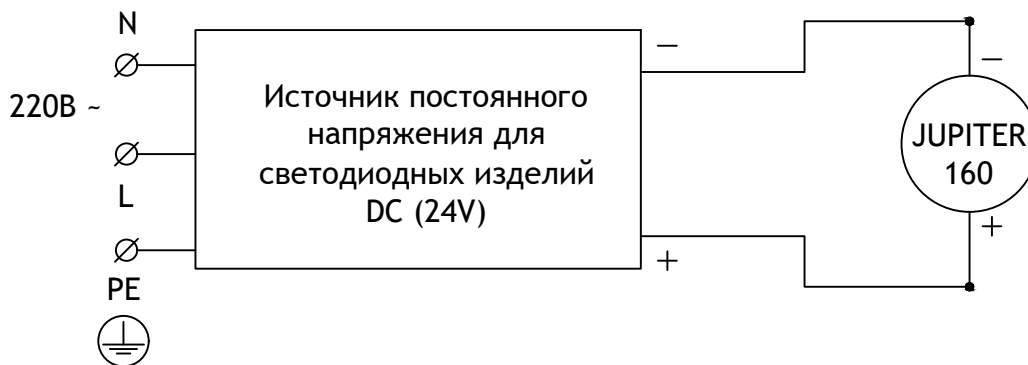 N
220В ~
L
PE
Источник постоянного
напряжения для
светодиодных изделий
DC (24V)
−
+
−
JUPITER
160
+